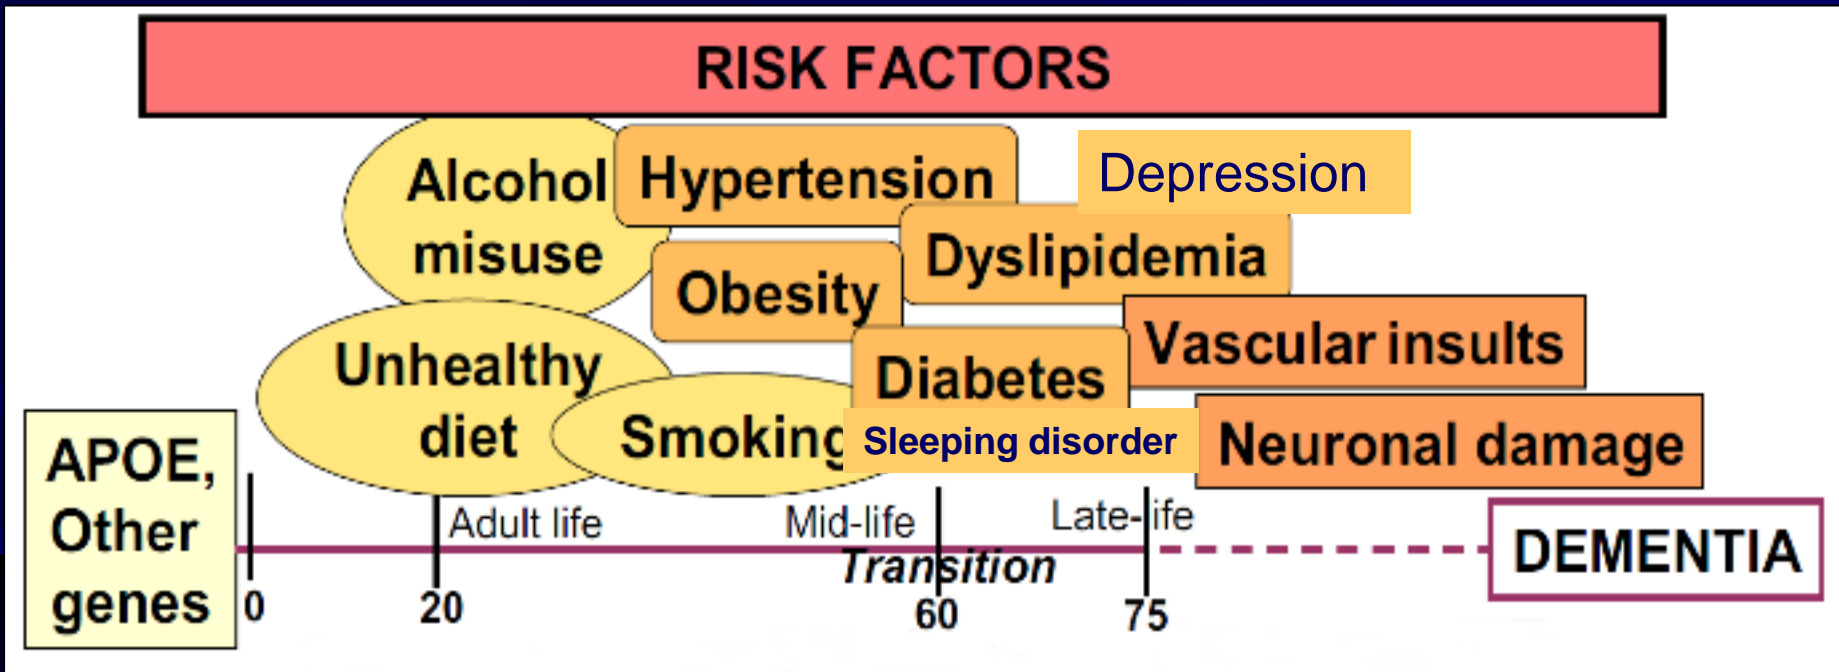 RISK FACTORS
Alcohol
misuse
Hypertension
Depression
Dyslipidemia
Obesity
Vascular insults
Unhealthy
diet
Diabetes
Smoking
Sleeping disorder
Neuronal damage
APOE,
Other
genes
Adult life
Mid-life
Late-life
Transition
DEMENTIA
0
20
60
75